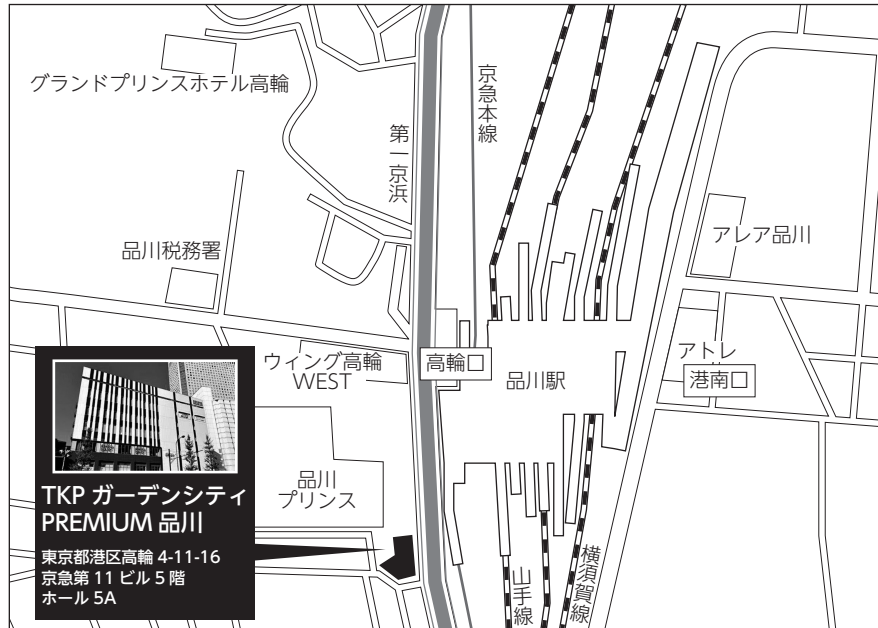 グランドプリンスホテル高輪
第一京浜
京急本線
品川税務署
アレア品川
ウィング高輪
WEST
高輪口
品川駅
アトレ
港南口
品川
プリンス
TKP ガーデンシティ
PREMIUM 品川
東京都港区高輪 4-11-16
京急第 11 ビル 5 階
ホール 5A
山手線
横須賀線